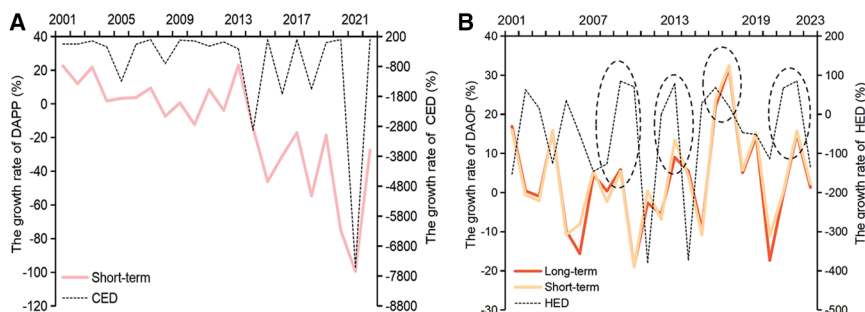 A
2001 2005 2009 2013 2017 2021
40
20
0
-20
-40
-60
-80
-100
-120
The growth rate of DAPP (%)
200
-800
-1800
-2800
-3800
-4800
-5800
-6800
-7800
-8800
The growth rate of CED (%)
Short-term
CED
B
2001 2007 2013 2019 2023
40
30
20
10
0
-10
-20
-30
The growth rate of DAOP (%)
200
100
0
-100
-200
-300
-400
-500
The growth rate of HED (%)
Long-term
Short-term
HED